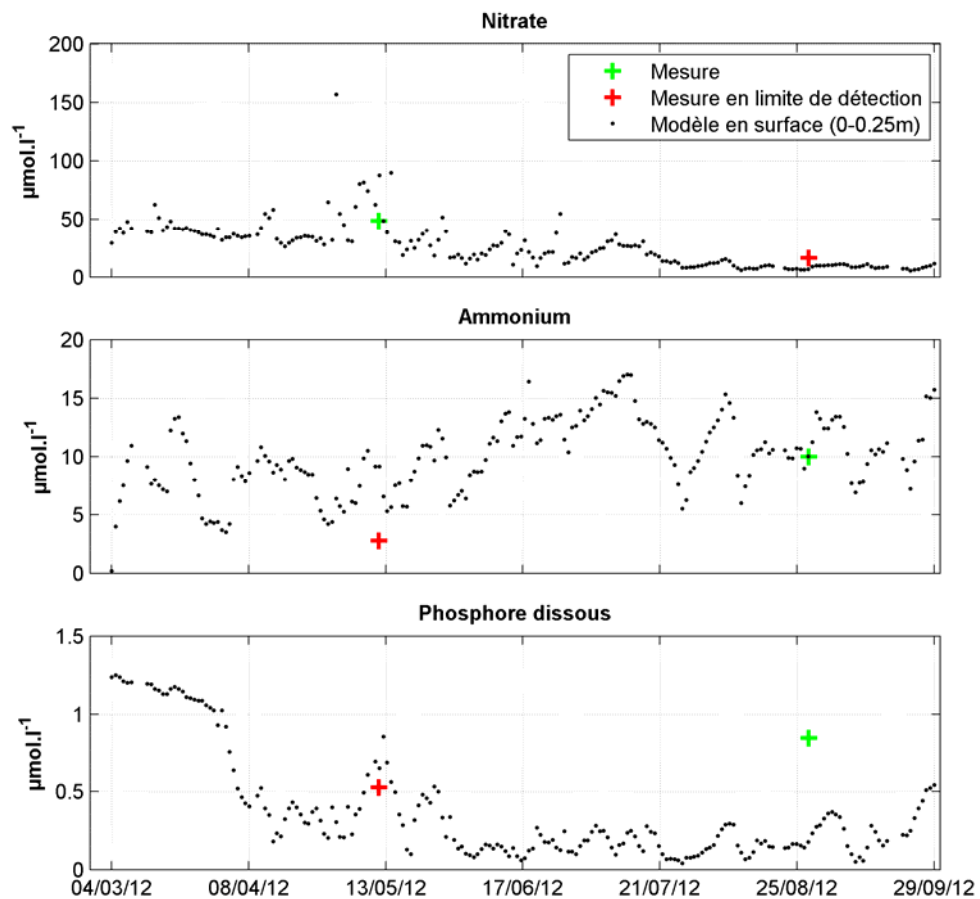 Nitrate
200
150
100
50
0
µmol.l-1
Mesure
Mesure en limite de détection
Modèle en surface (0-0.25m)
Ammonium
20
15
10
5
0
µmol.l-1
Phosphore dissous
1.5
1
0.5
0
µmol.l-1
04/03/12 08/04/12 13/05/12 17/06/12 21/07/12 25/08/12 29/09/12